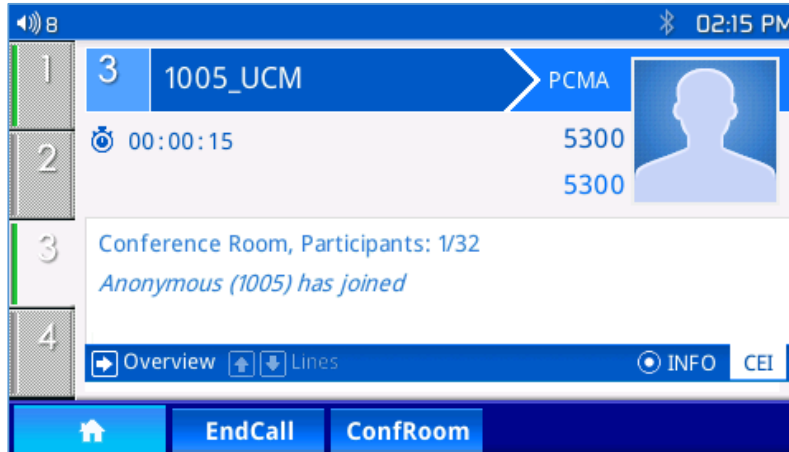 8 02:15 PM
1
3 1005_UCM PCMA
00:00:15 5300
2
5300
3
Conference Room, Participants: 1/32
Anonymous (1005) has joined
4
Overview Lines INFO CEI
EndCall ConfRoom